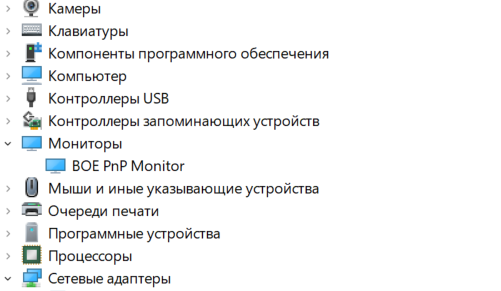 Камеры
Клавиатуры
Компоненты программного обеспечения
Компьютер
Контроллеры USB
Контроллеры запоминающих устройств
Мониторы
BOE PnP Monitor
Мыши и иные указывающие устройства
Очереди печати
Программные устройства
Процессоры
Сетевые адаптеры